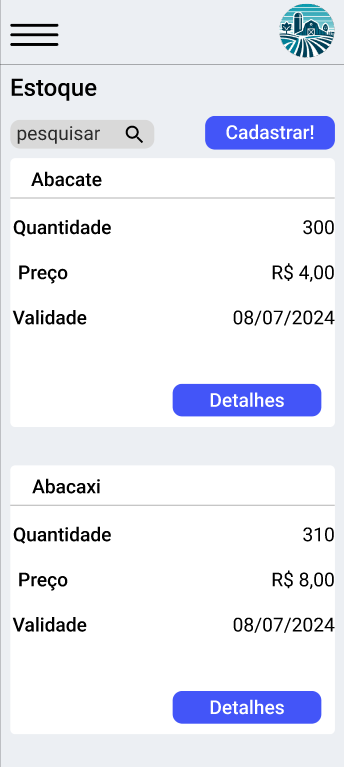 Estoque
pesquisar
Cadastrar!
Abacate
Quantidade 300
Preço R$ 4,00
Validade 08/07/2024
Detalhes
Abacaxi
Quantidade 310
Preço R$ 8,00
Validade 08/07/2024
Detalhes